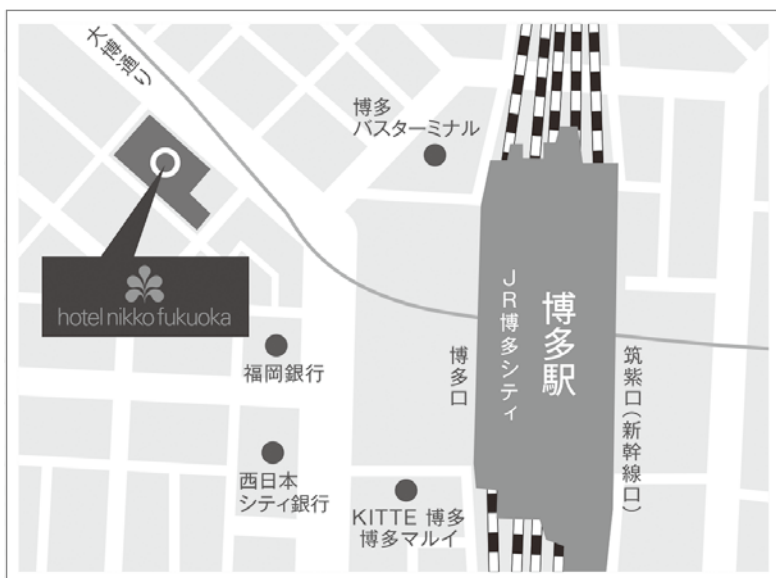 大博通り
博多
バスターミナル
hotel nikko fukuoka
福岡銀行
西日本
シティ銀行
博多口
JR博多シティ
博多駅
筑紫口(新幹線口)
KITTE 博多
博多マルイ